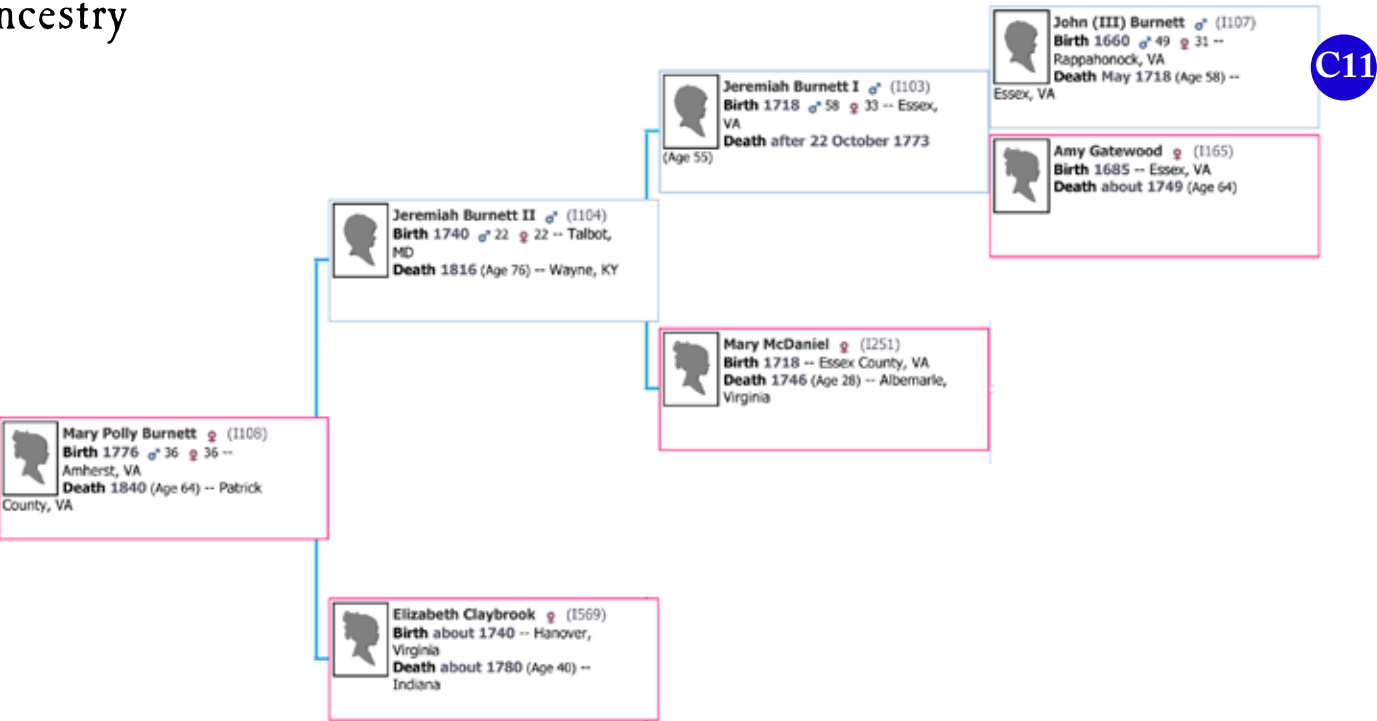 ncestry
John (III) Burnett ♂ (I107)
Birth 1660 ♂ 49 ♀ 31 --
Rappahonock, VA
Death May 1718 (Age 58) --
Essex, VA
C11
Jeremiah Burnett I ♂ (I103)
Birth 1718 ♂ 58 ♀ 33 -- Essex,
VA
Death after 22 October 1773
(Age 55)
Amy Gatewood ♀ (I165)
Birth 1685 -- Essex, VA
Death about 1749 (Age 64)
Jeremiah Burnett II ♂ (I104)
Birth 1740 ♂ 22 ♀ 22 -- Talbot,
MD
Death 1816 (Age 76) -- Wayne, KY
Mary McDaniel ♀ (I251)
Birth 1718 -- Essex County, VA
Death 1746 (Age 28) -- Albemarle,
Virginia
Mary Polly Burnett ♀ (I108)
Birth 1776 ♂ 36 ♀ 36 --
Amherst, VA
Death 1840 (Age 64) -- Patrick
County, VA
Elizabeth Claybrook ♀ (I569)
Birth about 1740 -- Hanover,
Virginia
Death about 1780 (Age 40) --
Indiana